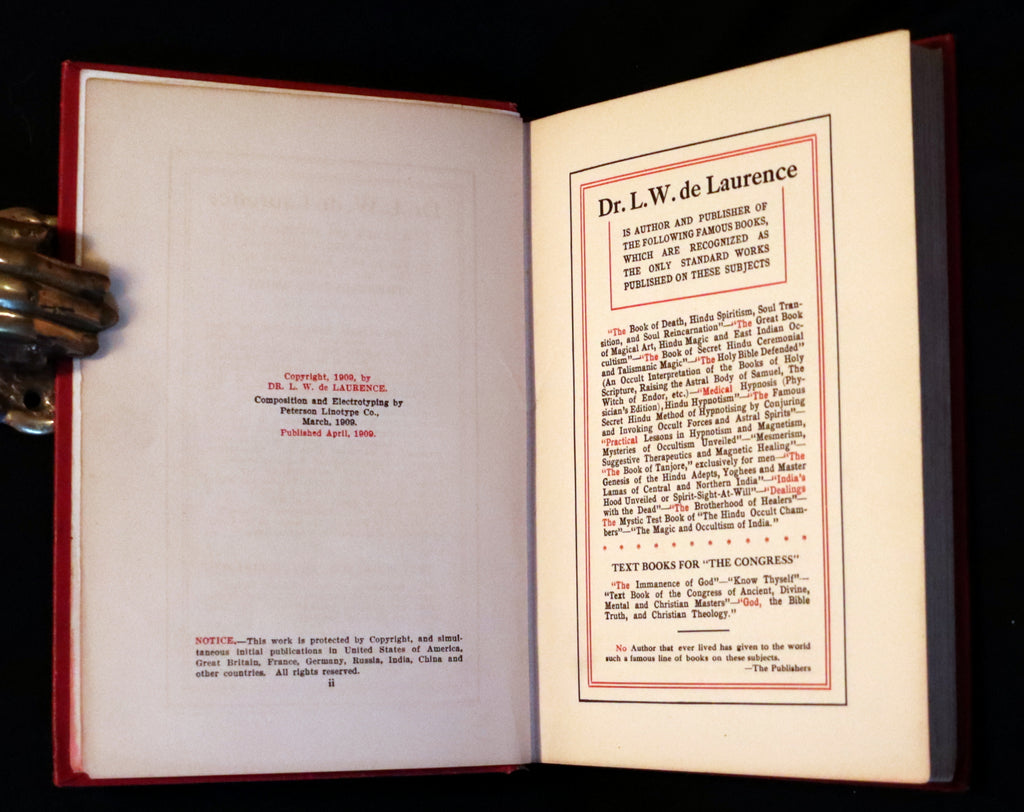 Copyright, 1909, by
DR. L. W. de LAURENCE.
Composition and Electrotyping by
Peterson Linotype Co.,
March, 1909.
Published April, 1909.
NOTICE.—This work is protected by Copyright, and simul-
taneous initial publications in United States of America,
Great Britain, France, Germany, Russia, India, China and
other countries. All rights reserved.
ii
Dr. L. W. de Laurence
IS AUTHOR AND PUBLISHER OF
THE FOLLOWING FAMOUS BOOKS,
WHICH ARE RECOGNIZED AS
THE ONLY STANDARD WORKS
PUBLISHED ON THESE SUBJECTS
"The Book of Death, Hindu Spiritism, Soul Tran-
sition, and Soul Reincarnation"—"The Great Book
of Magical Art, Hindu Magic and East Indian Oc-
cultism"—"The Book of Secret Hindu Ceremonial
and Talismanic Magic"—"The Holy Bible Defended"
(An Occult Interpretation of the Books of Holy
Scripture, Raising the Astral Body of Samuel, The
Witch of Endor, etc.)—"Medical Hypnosis (Phy-
sician's Edition), Hindu Hypnotism"—"The Famous
Secret Hindu Method of Hypnotising by Conjuring
and Invoking Occult Forces and Astral Spirits"—
"Practical Lessons in Hypnotism and Magnetism,
Mysteries of Occultism Unveiled"—"Mesmerism,
Suggestive Therapeutics and Magnetic Healing"—
"The Book of Tanjore," exclusively for men—"The
Genesis of the Hindu Adepts, Yoghees and Master
Lamas of Central and Northern India"—"India's
Hood Unveiled or Spirit-Sight-At-Will"—"Dealings
with the Dead"—"The Brotherhood of Healers"—
The Mystic Test Book of "The Hindu Occult Cham-
bers"—"The Magic and Occultism of India."
TEXT BOOKS FOR "THE CONGRESS"
"The Immanence of God"—"Know Thyself"—
"Text Book of the Congress of Ancient, Divine,
Mental and Christian Masters"—"God, the Bible
Truth, and Christian Theology."
No Author that ever lived has given to the world
such a famous line of books on these subjects.
—The Publishers